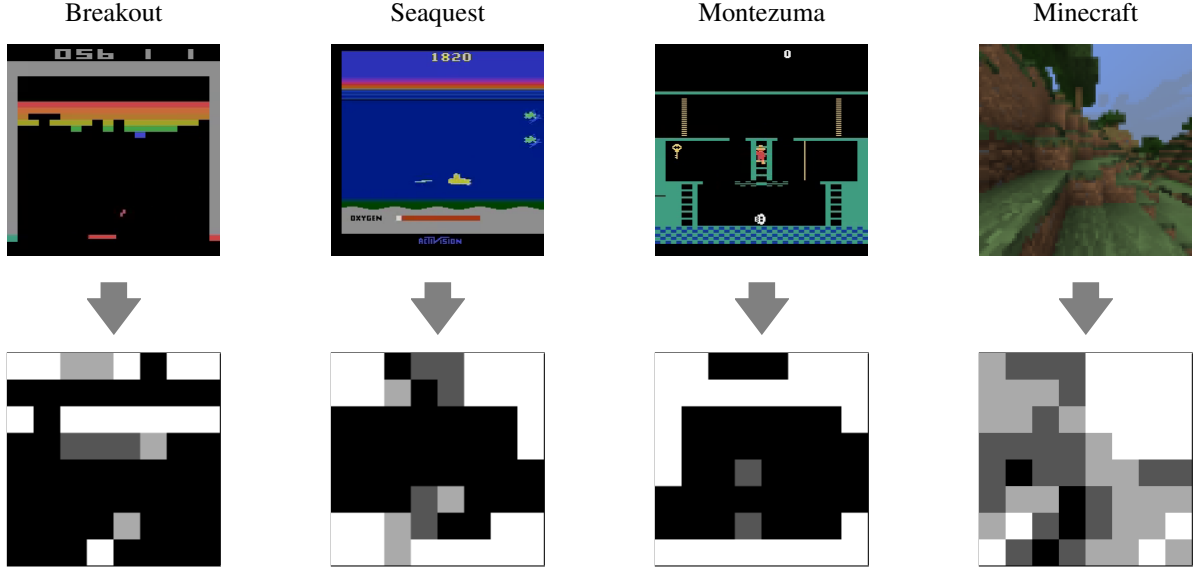 Breakout
Seaquest
Montezuma
Minecraft
056 1 1
1820
0
OXYGEN
ACTIVISION